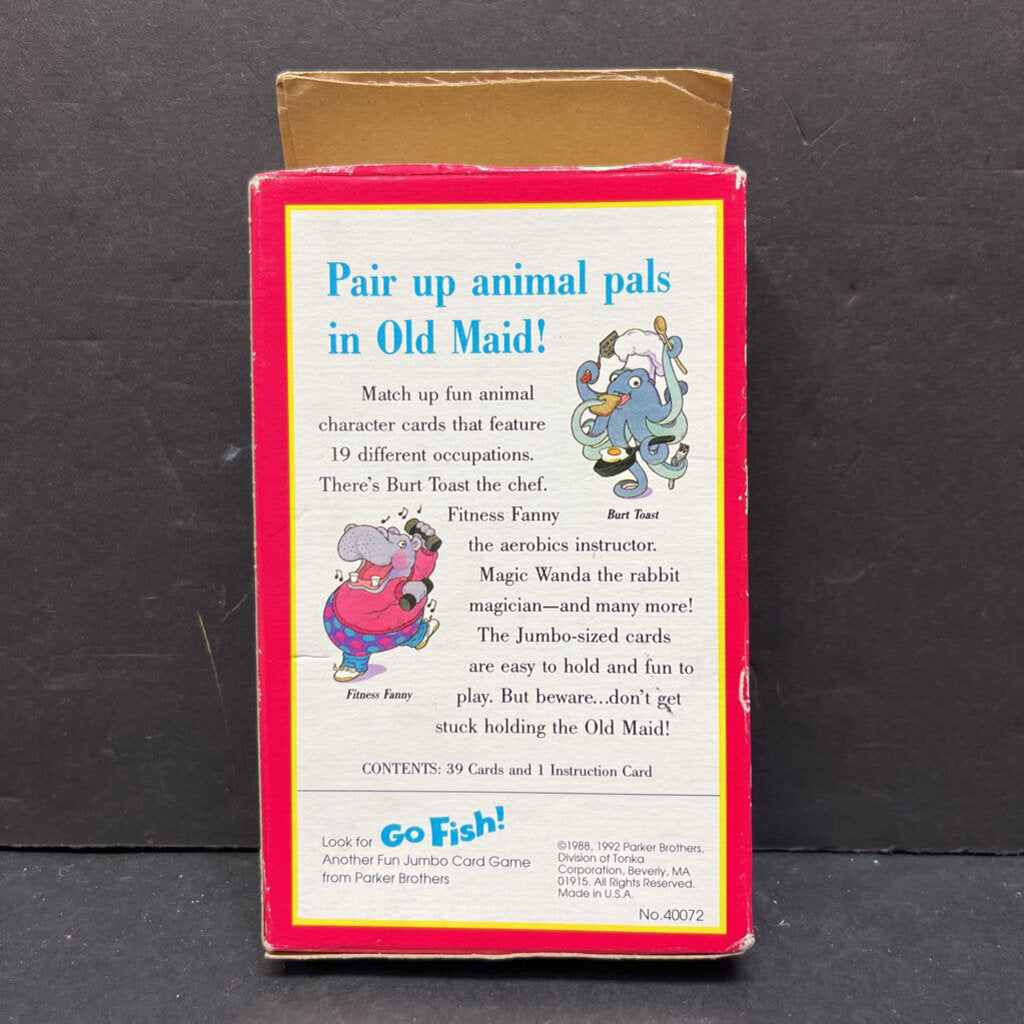 Pair up animal pals
in Old Maid!
Match up fun animal
character cards that feature
19 different occupations.
There's Burt Toast the chef.
Burt Toast
Fitness Fanny
the aerobics instructor.
Magic Wanda the rabbit
magician—and many more!
The Jumbo-sized cards
are easy to hold and fun to
play. But beware...don't get
stuck holding the Old Maid!
Fitness Fanny
CONTENTS: 39 Cards and 1 Instruction Card
Look for Go Fish!
Another Fun Jumbo Card Game
from Parker Brothers
©1988, 1992 Parker Brothers,
Division of Tonka
Corporation, Beverly, MA
01915. All Rights Reserved.
Made in U.S.A.
No.40072